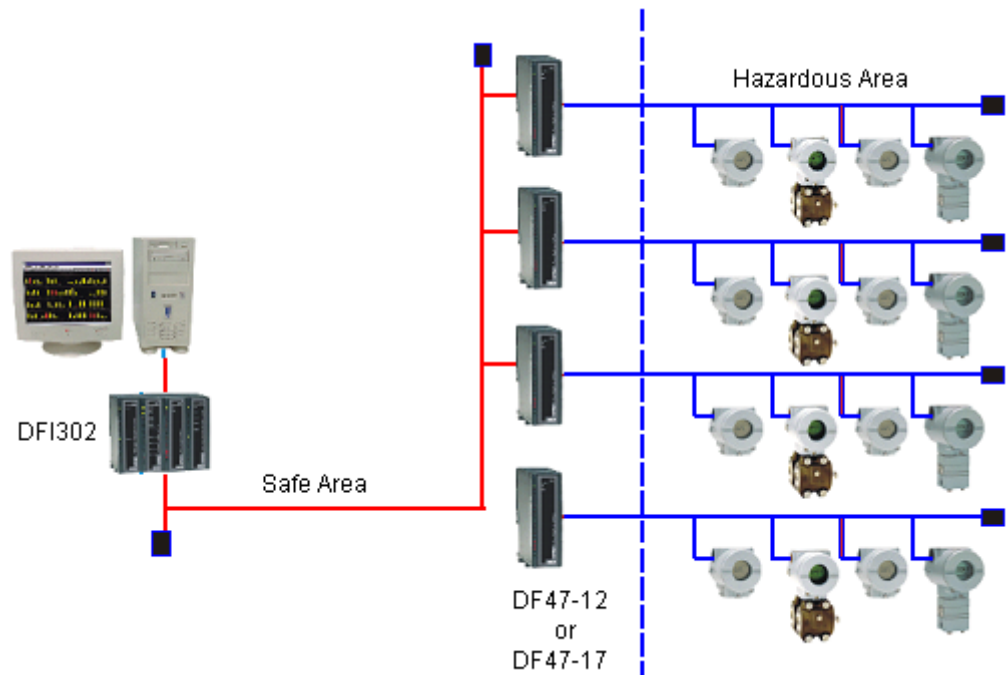 Hazardous Area
DFI302
Safe Area
DF47-12
or
DF47-17